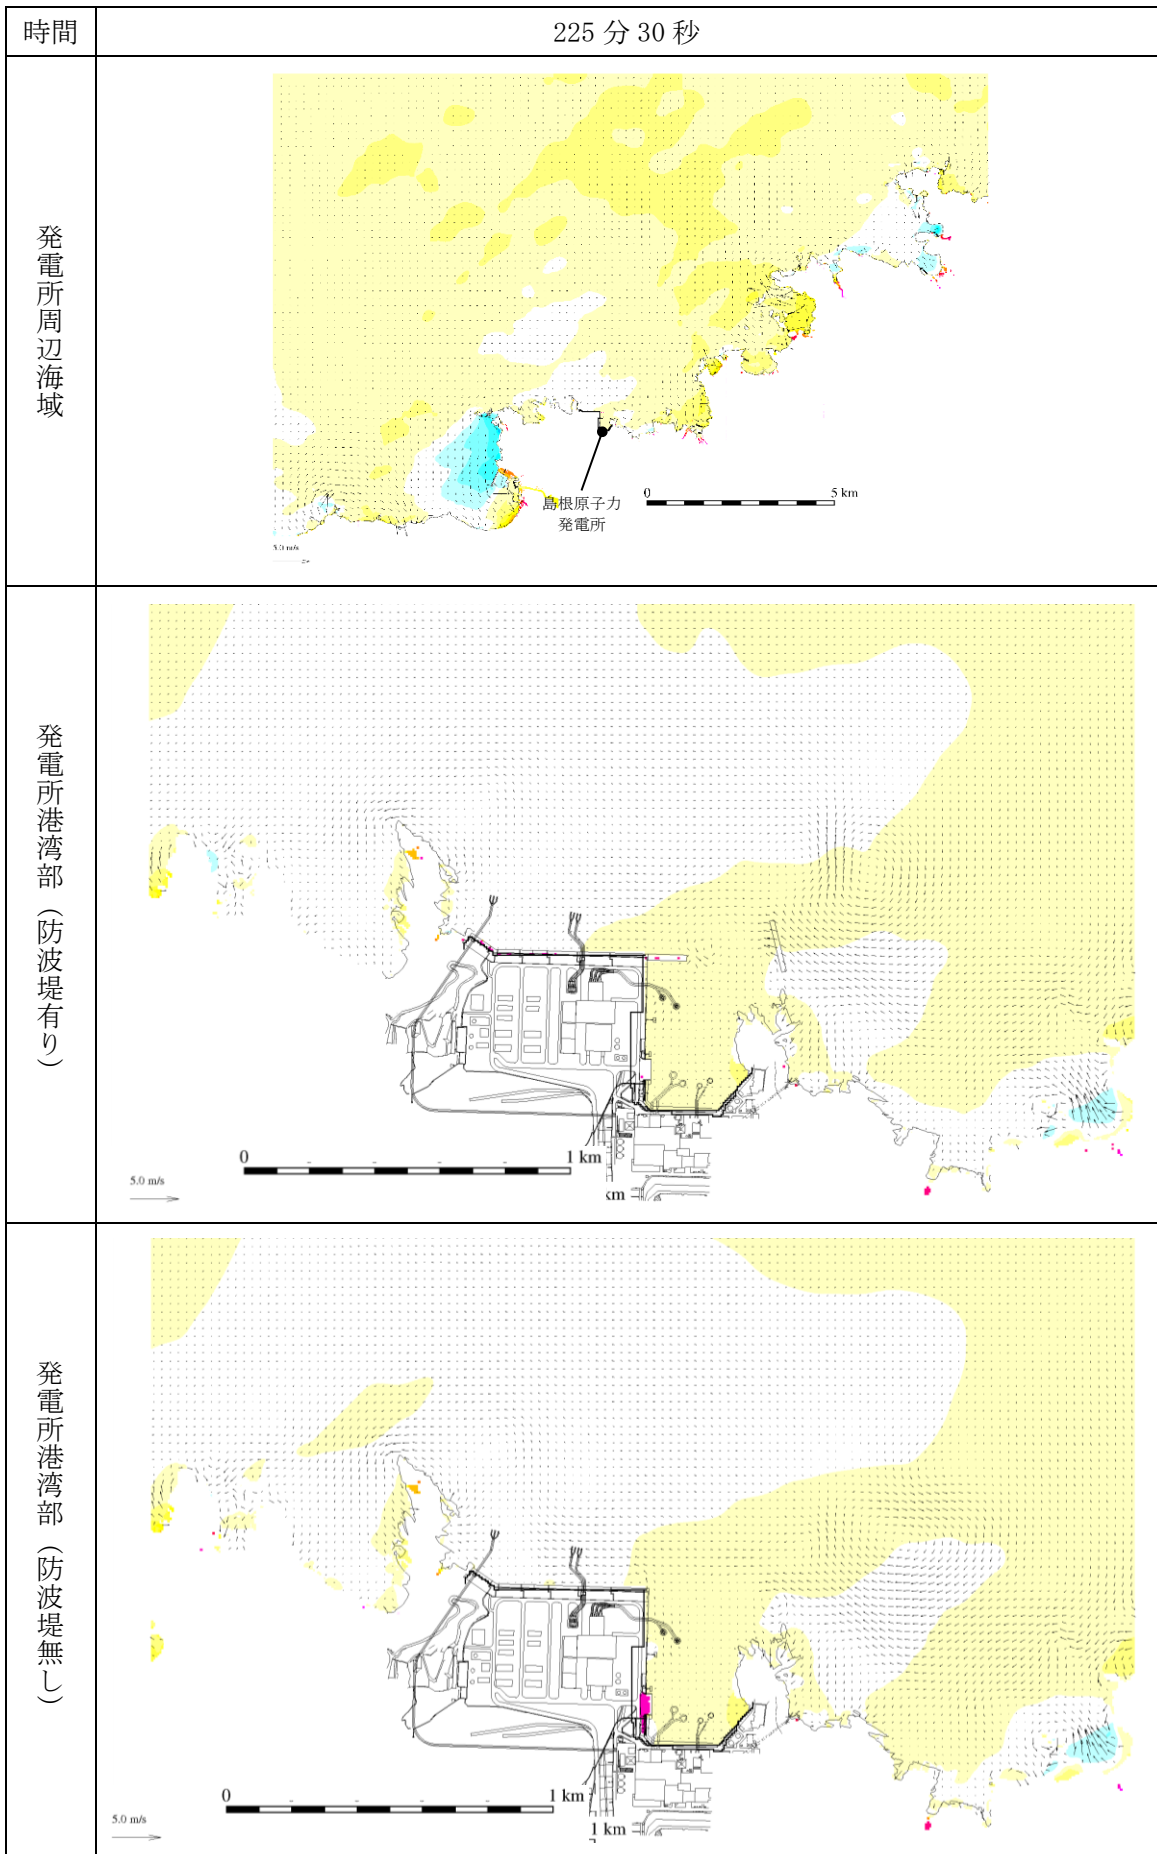 時間
225 分 30 秒
発電所周辺海域
島根原子力
発電所
0
5 km
5.0 m/s
発電所港湾部（防波堤有り）
0
1 km
5.0 m/s
km
発電所港湾部（防波堤無し）
0
1 km
5.0 m/s
1 km